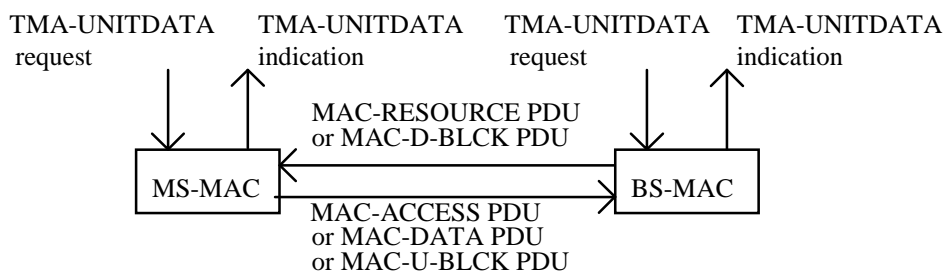 TMA-UNITDATA
request
TMA-UNITDATA
indication
TMA-UNITDATA
request
TMA-UNITDATA
indication
MAC-RESOURCE PDU
or MAC-D-BLCK PDU
MS-MAC
BS-MAC
MAC-ACCESS PDU
or MAC-DATA PDU
or MAC-U-BLCK PDU